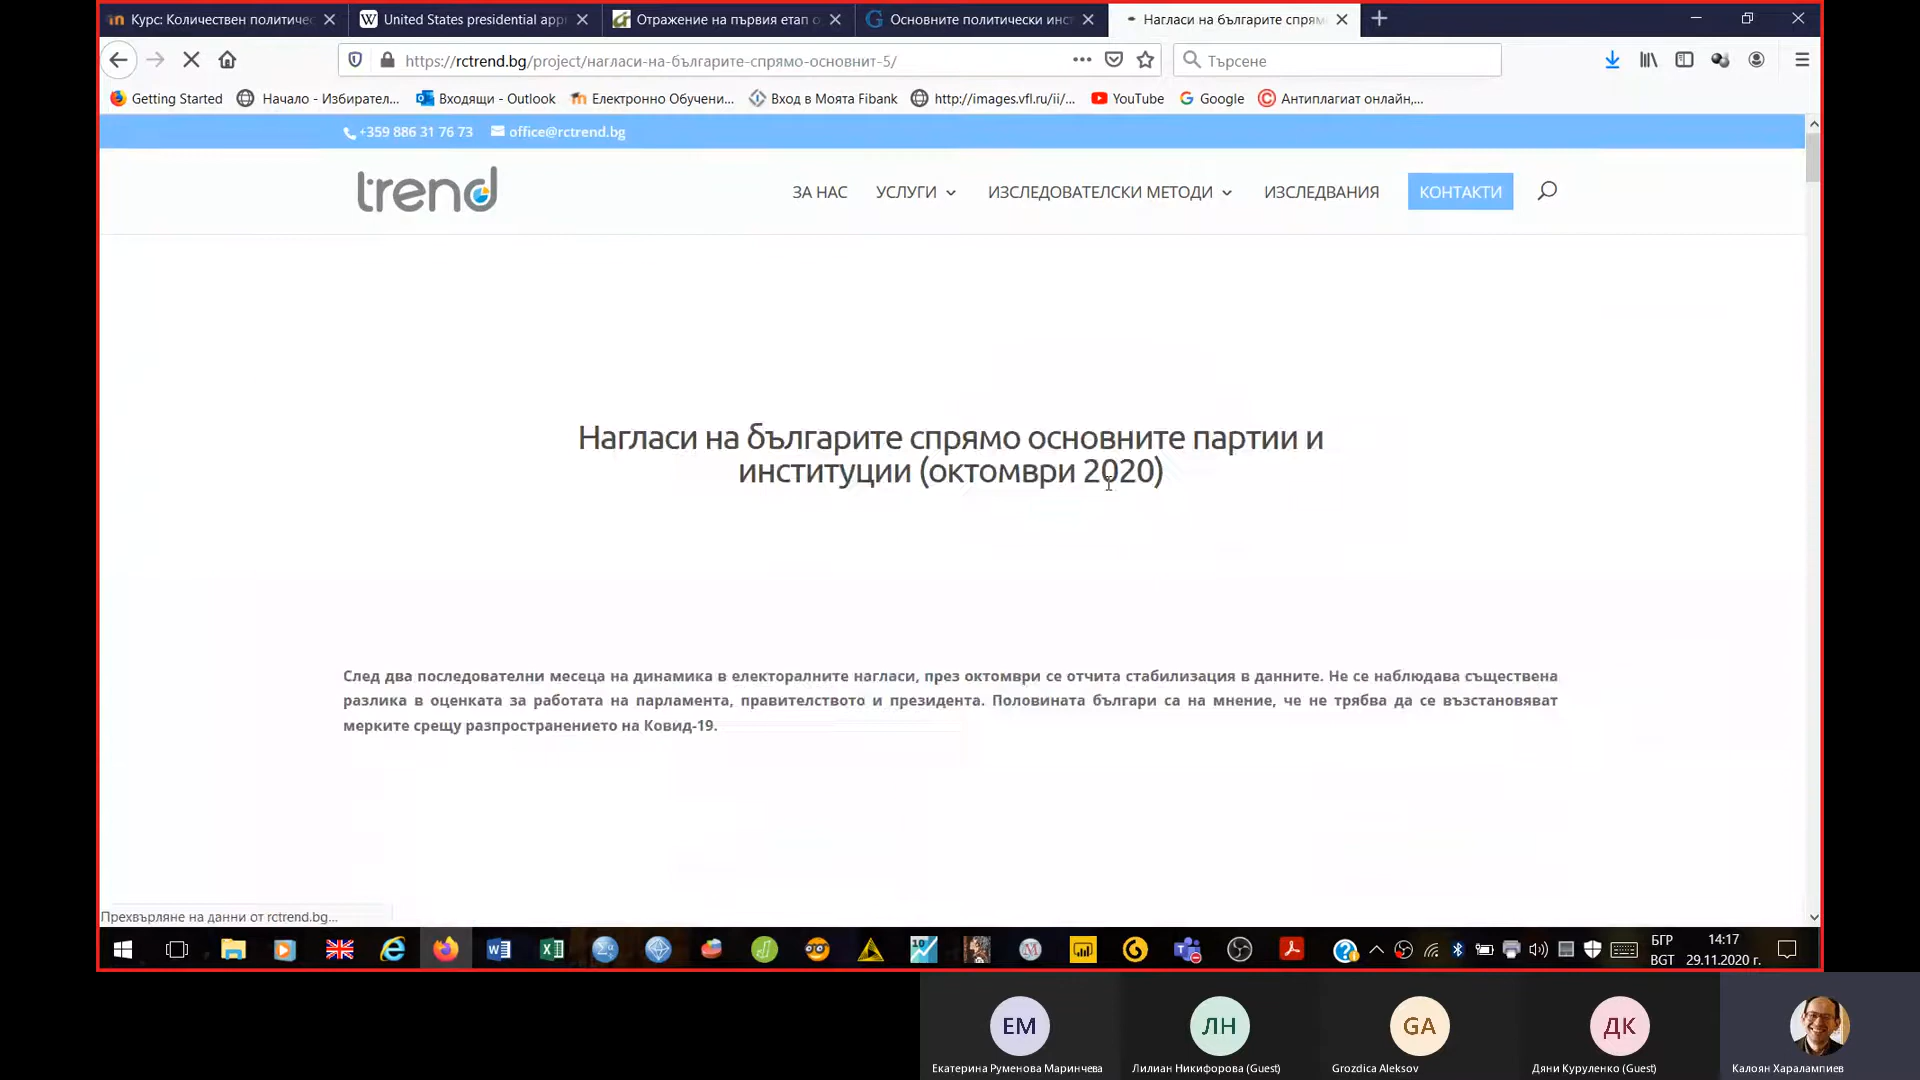 Курс: Количествен политичес
United States presidential appr
Отражение на първия етап о
Основните политически инс
Нагласи на българите спрям
https://rctrend.bg/project/нагласи-на-българите-спрямо-основнит-5/
Търсене
Getting Started
Начало - Избирател...
Входящи - Outlook
Електронно Обучени...
Вход в Моята Fibank
http://images.vfl.ru/ii/...
YouTube
Google
Антиплагиат онлайн,...
+359 886 31 76 73 office@rctrend.bg
trend
ЗА НАС УСЛУГИ ИЗСЛЕДОВАТЕЛСКИ МЕТОДИ ИЗСЛЕДВАНИЯ КОНТАКТИ
Нагласи на българите спрямо основните партии и
институции (октомври 2020)
След два последователни месеца на динамика в електоралните нагласи, през октомври се отчита стабилизация в данните. Не се наблюдава съществена
разлика в оценката за работата на парламента, правителството и президента. Половината българи са на мнение, че не трябва да се възстановяват
мерките срещу разпространението на Ковид-19.
Прехвърляне на данни от rctrend.bg...
БГР
BGT
14:17
29.11.2020 г.
ЕМ
ЛН
GA
ДК
Екатерина Руменова Маринчева
Лилиан Никифорова (Guest)
Grozdica Aleksov
Дяни Куруленко (Guest)
Калоян Харалампиев